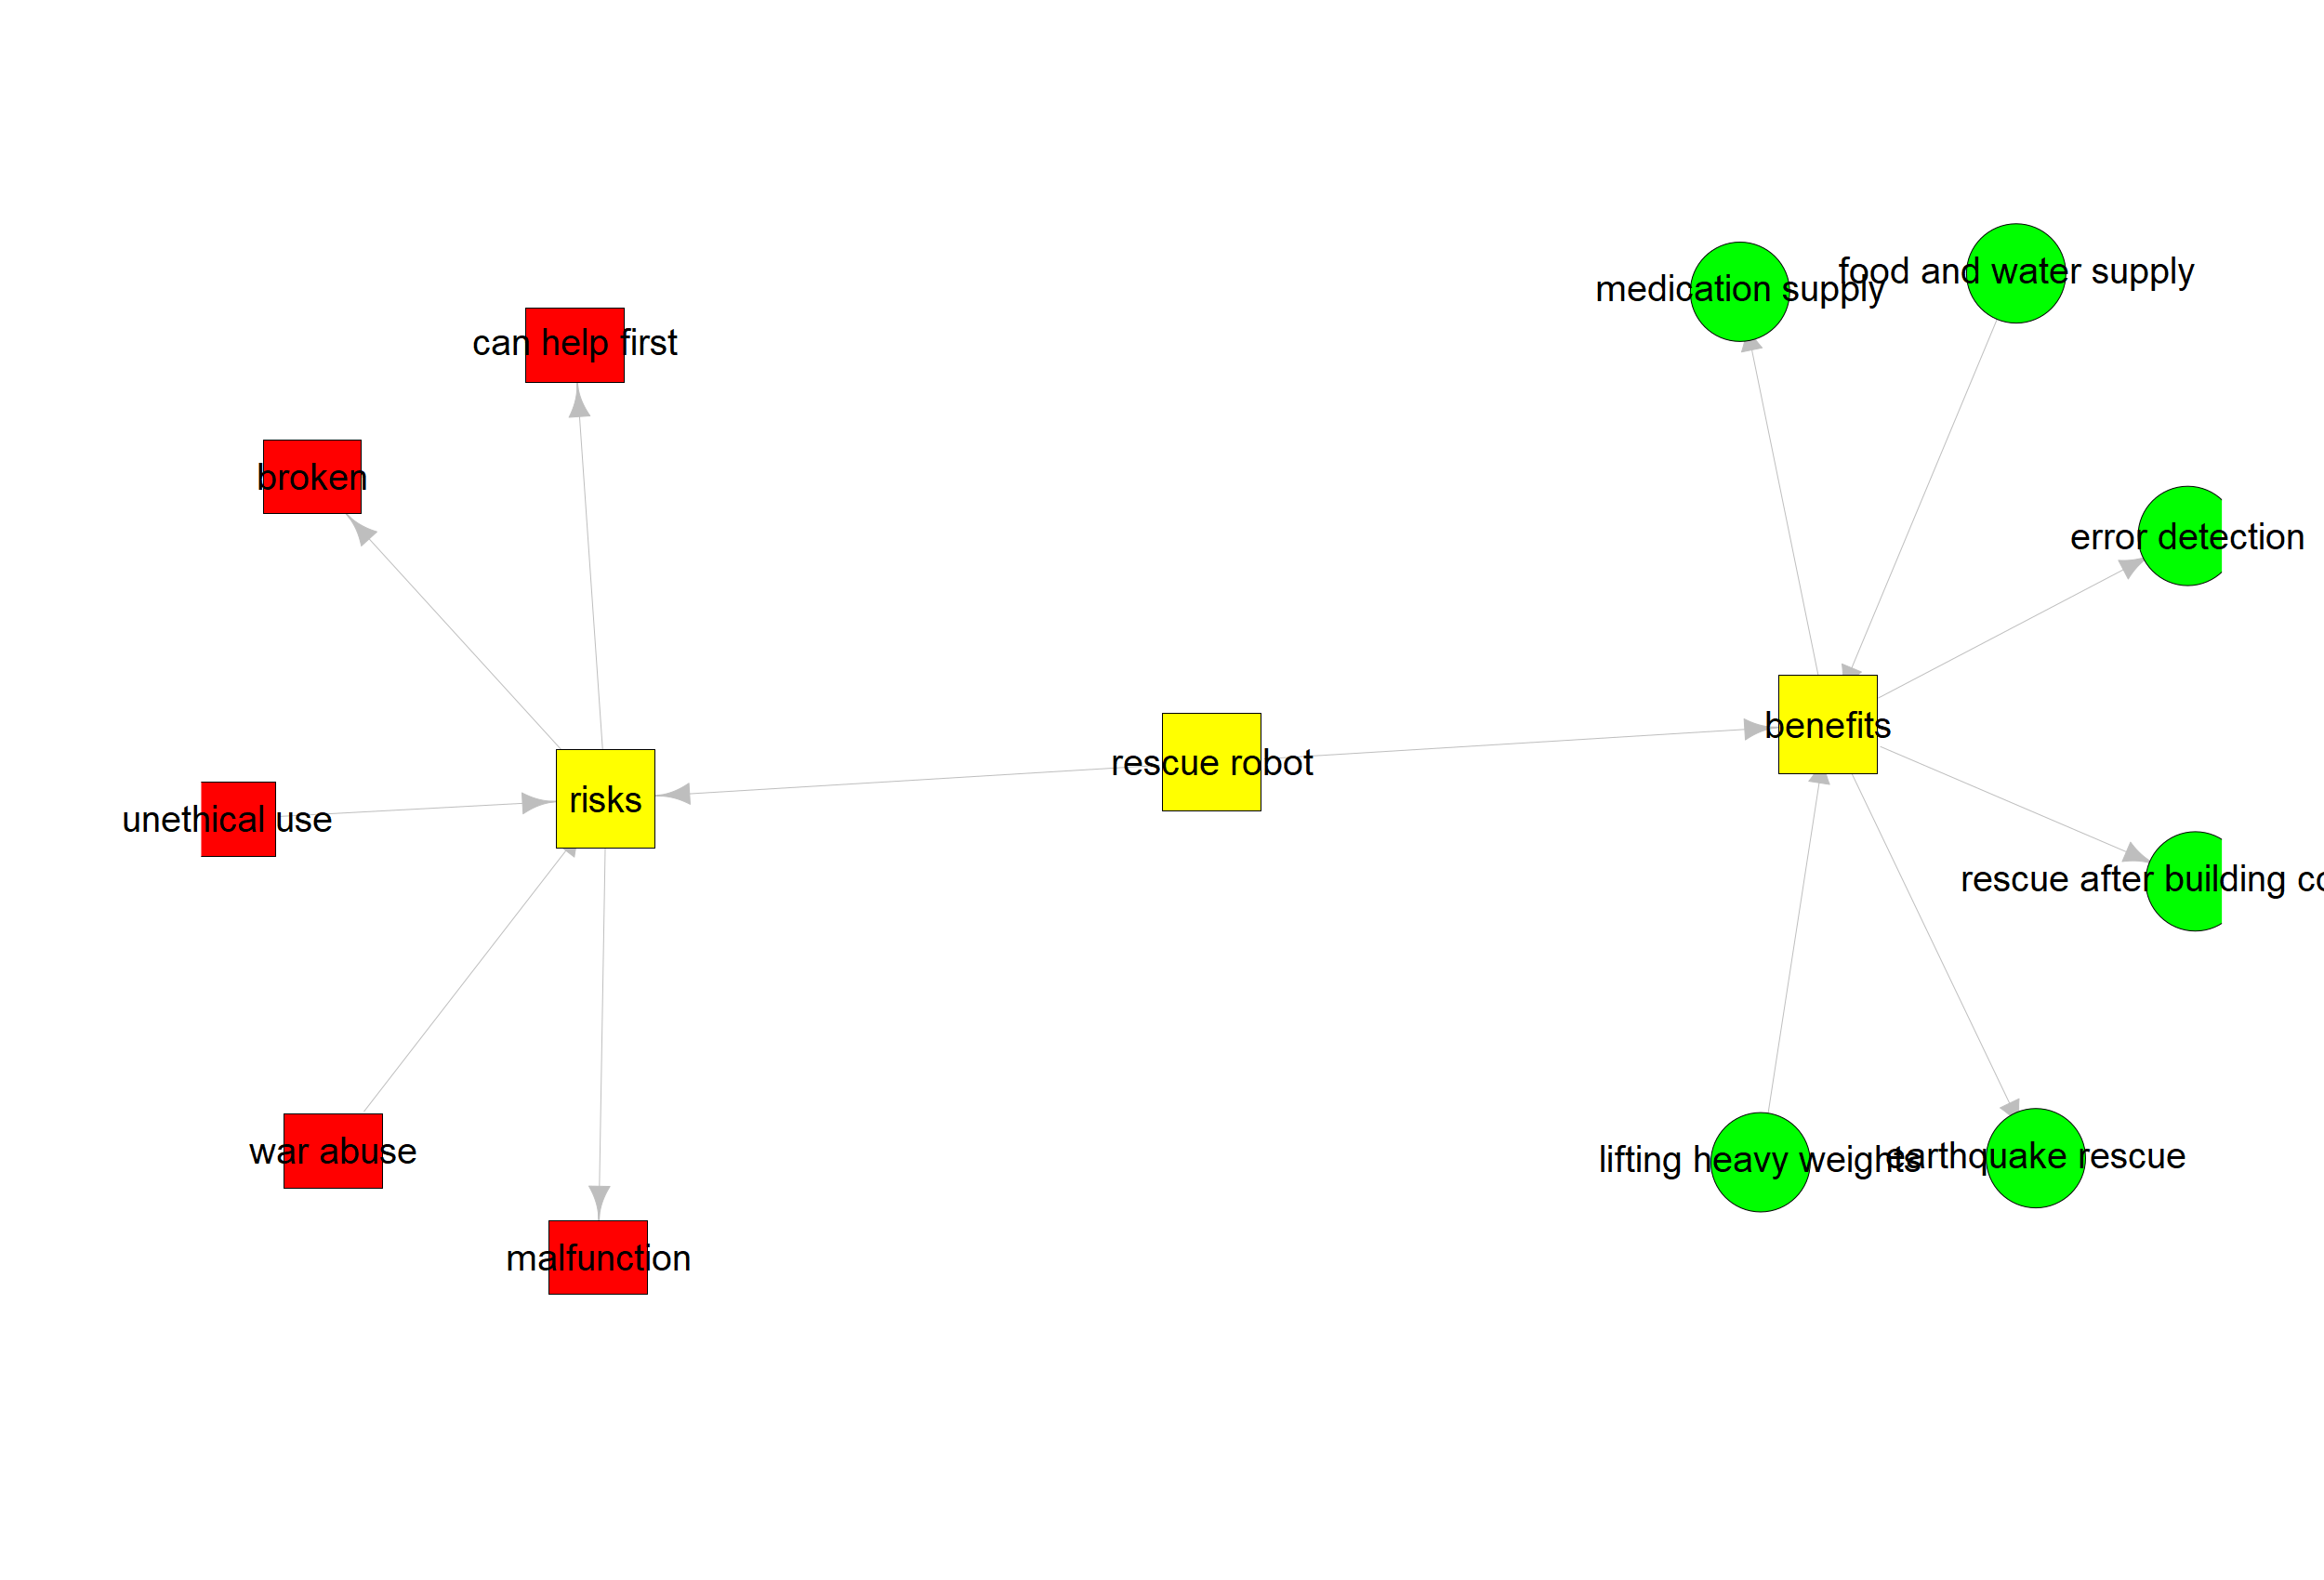 food and water supply
medication supply
can help first
broken
error detection
benefits
rescue robot
risks
unethical use
rescue after building
war abuse
lifting heavy weights
earthquake rescue
malfunction